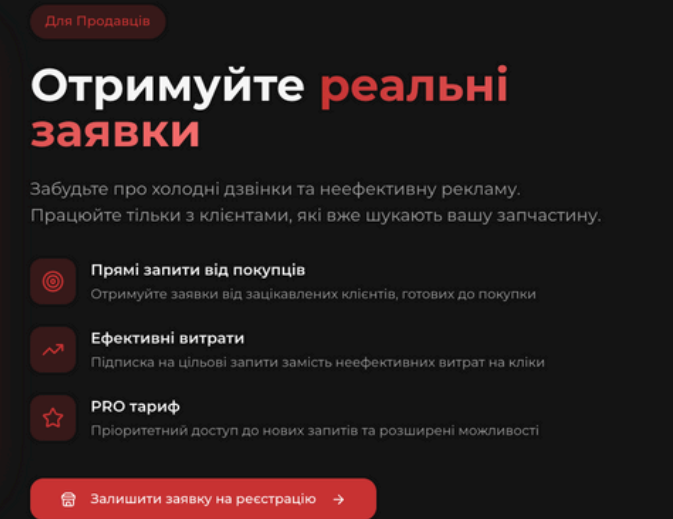 Для Продавців
Отримуйте реальні
заявки
Забудьте про холодні дзвінки та неефективну рекламу.
Працюйте тільки з клієнтами, які вже шукають вашу запчастину.
Прямі запити від покупців
Отримуйте заявки від зацікавлених клієнтів, готових до покупки
Ефективні витрати
Підписка на цільові запити замість неефективних витрат на кліки
PRO тариф
Пріоритетний доступ до нових запитів та розширені можливості
Залишити заявку на реєстрацію